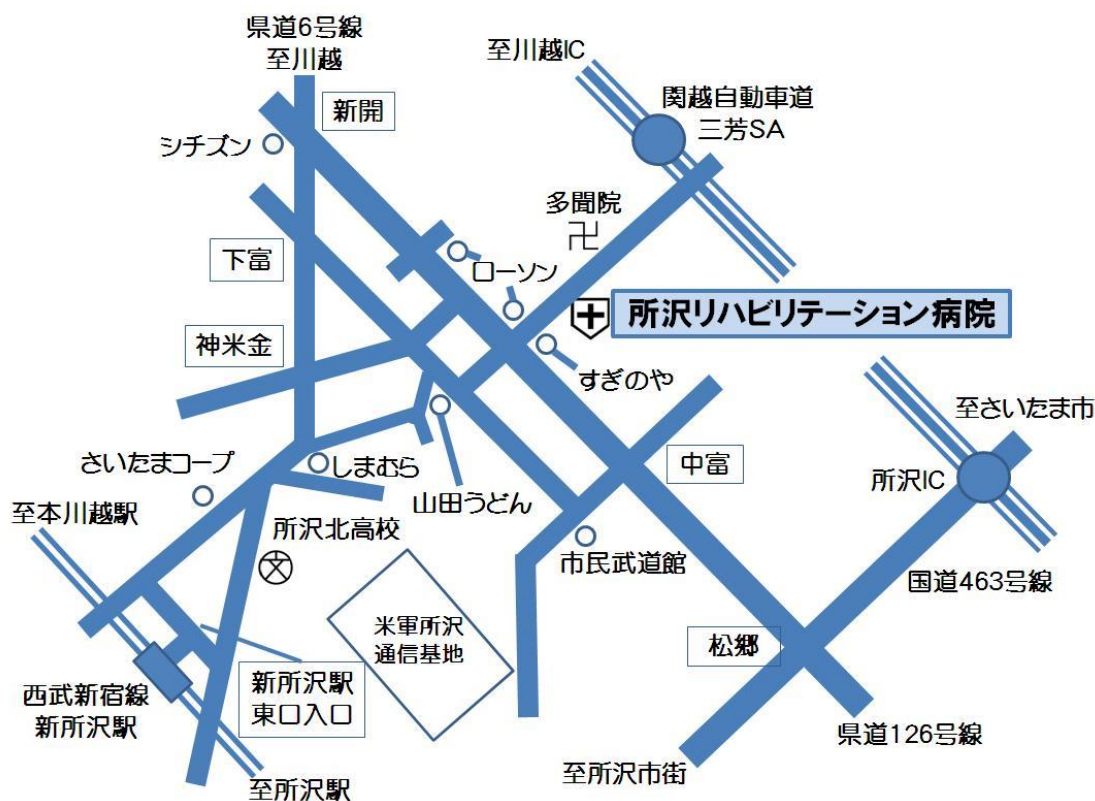 県道6号線
至川越
新開
シチズン
至川越IC
関越自動車道
三芳SA
多聞院
下富
ローソン
所沢リハビリテーション病院
神米金
すぎのや
至さいたま市
さいたまコープ
しまむら
中富
所沢IC
至本川越駅
山田うどん
所沢北高校
文
市民武道館
国道463号線
米軍所沢
通信基地
松郷
西武新宿線
新所沢駅
新所沢駅
東口入口
県道126号線
至所沢駅
至所沢市街